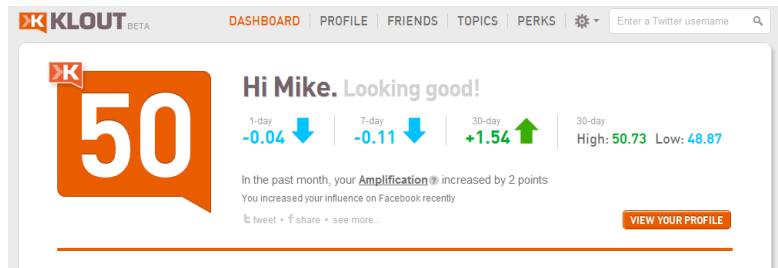 KLOUT BETA
DASHBOARD PROFILE FRIENDS TOPICS PERKS Enter a Twitter username
50
Hi Mike. Looking good!
1-day 7-day 30-day 30-day
-0.04 -0.11 +1.54 High: 50.73 Low: 48.87
In the past month, your Amplification ? increased by 2 points
You increased your influence on Facebook recently
tweet • f share • see more...
VIEW YOUR PROFILE